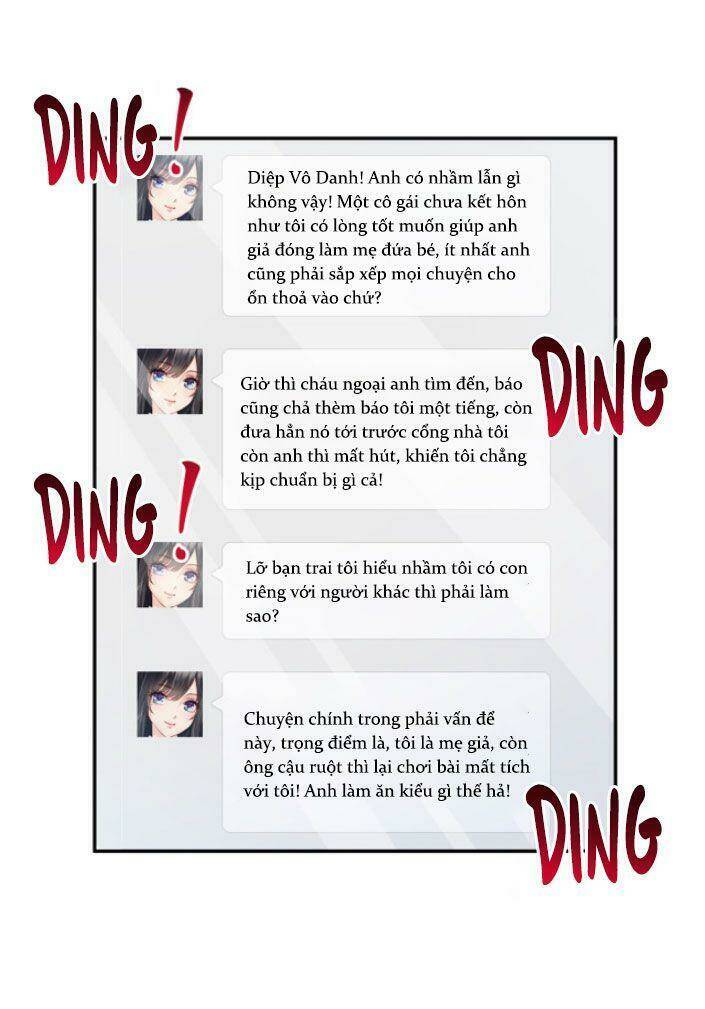 DING!
Diệp Vô Danh! Anh có nhầm lẫn gì
không vậy! Một cô gái chưa kết hôn
như tôi có lòng tốt muốn giúp anh
giả đóng làm mẹ đứa bé, ít nhất anh
cũng phải sắp xếp mọi chuyện cho
ổn thoả vào chứ?
DING
Giờ thì cháu ngoại anh tìm đến, báo
cũng chả thèm báo tôi một tiếng, còn
đưa hẳn nó tới trước cổng nhà tôi
còn anh thì mất hút, khiến tôi chẳng
kịp chuẩn bị gì cả!
DING!
Lỡ bạn trai tôi hiểu nhầm tôi có con
riêng với người khác thì phải làm
sao?
Chuyện chính trong phải vấn để
này, trọng điểm là, tôi là mẹ giả, còn
ông cậu ruột thì lại chơi bài mất tích
với tôi! Anh làm ăn kiểu gì thế hả!
DING